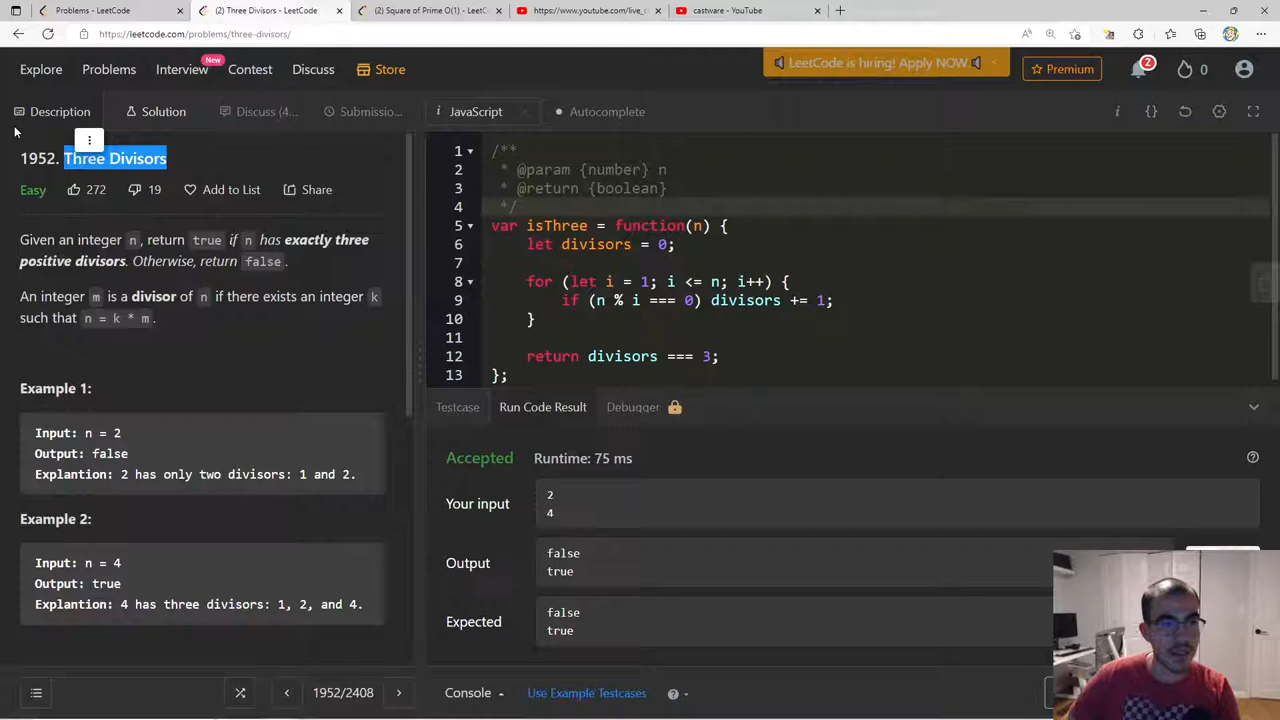 Problems - LeetCode
(2) Three Divisors - LeetCode
(2) Square of Prime O(1) - LeetC
https://www.youtube.com/live_c
castware - YouTube
https://leetcode.com/problems/three-divisors/
Explore
Problems
Interview
New
Contest
Discuss
Store
LeetCode is hiring! Apply NOW
Premium
2
0
Description
Solution
Discuss (4...
Submissio...
i JavaScript
Autocomplete
1952. Three Divisors
Easy
272
19
Add to List
Share
Given an integer n, return true if n has exactly three
positive divisors. Otherwise, return false.
An integer m is a divisor of n if there exists an integer k
such that n = k * m.
Example 1:
Input: n = 2
Output: false
Explantion: 2 has only two divisors: 1 and 2.
Example 2:
Input: n = 4
Output: true
Explantion: 4 has three divisors: 1, 2, and 4.
1 /**
2 * @param {number} n
3 * @return {boolean}
4 */
5 var isThree = function(n) {
6 let divisors = 0;
7
8 for (let i = 1; i <= n; i++) {
9 if (n % i === 0) divisors += 1;
10 }
11
12 return divisors === 3;
13 };
Testcase
Run Code Result
Debugger
Accepted
Runtime: 75 ms
Your input
2
4
Output
false
true
Expected
false
true
1952/2408
Console
Use Example Testcases